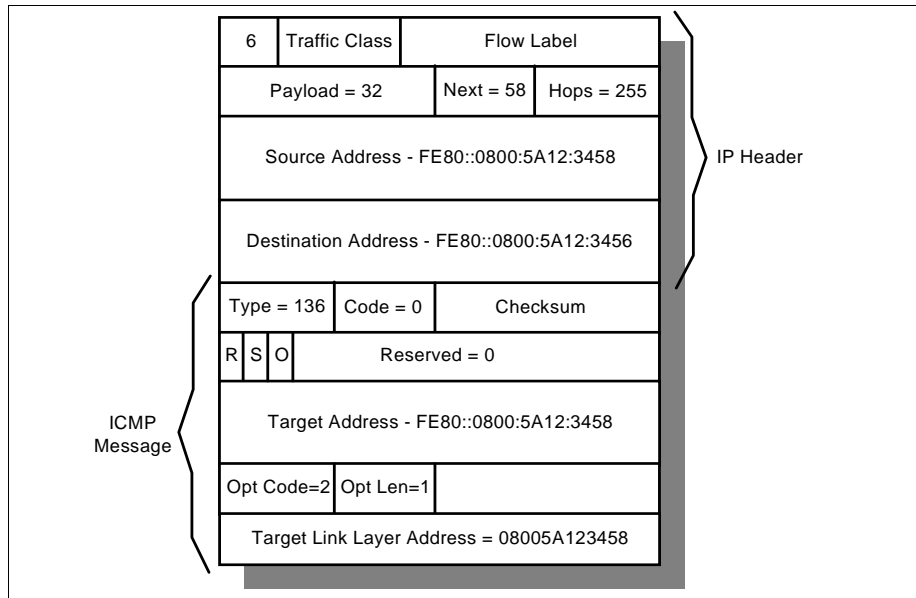 6 Traffic Class Flow Label
Payload = 32 Next = 58 Hops = 255
Source Address - FE80::0800:5A12:3458
IP Header
Destination Address - FE80::0800:5A12:3456
Type = 136 Code = 0 Checksum
R S O Reserved = 0
ICMP
Message
Target Address - FE80::0800:5A12:3458
Opt Code=2 Opt Len=1
Target Link Layer Address = 08005A123458